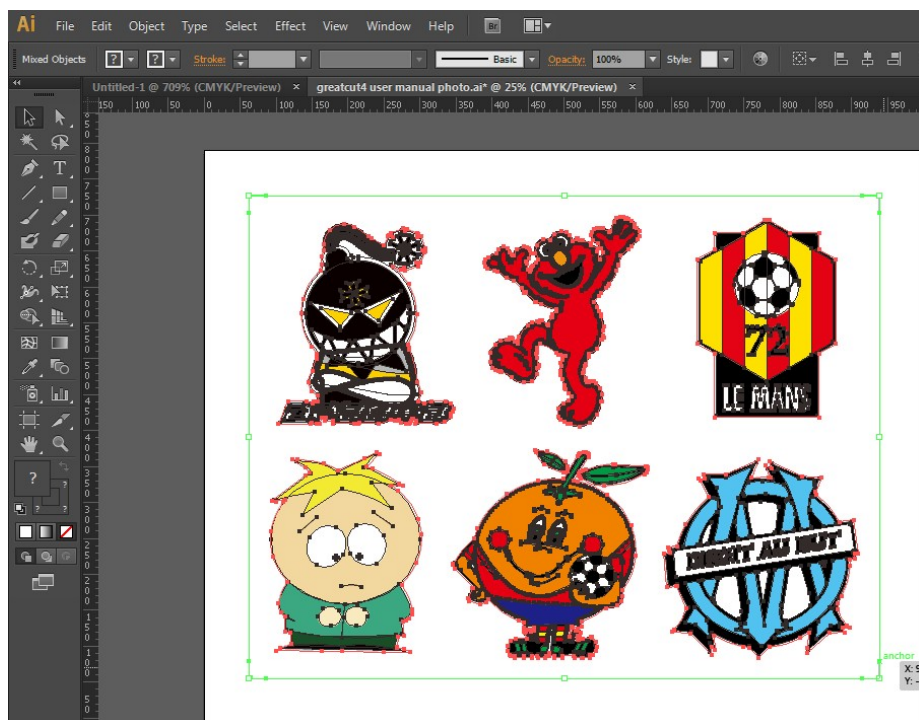 Ai File Edit Object Type Select Effect View Window Help Br
Mixed Objects ? ? Stroke: Basic Opacity: 100% Style:
Untitled-1 @ 709% (CMYK/Preview) × greatcut4 user manual photo.ai* @ 25% (CMYK/Preview) ×
150 100 50 0 50 100 150 200 250 300 350 400 450 500 550 600 650 700 750 800 850 900 950
72
LE MANS
DROIT AU BUT
anchor